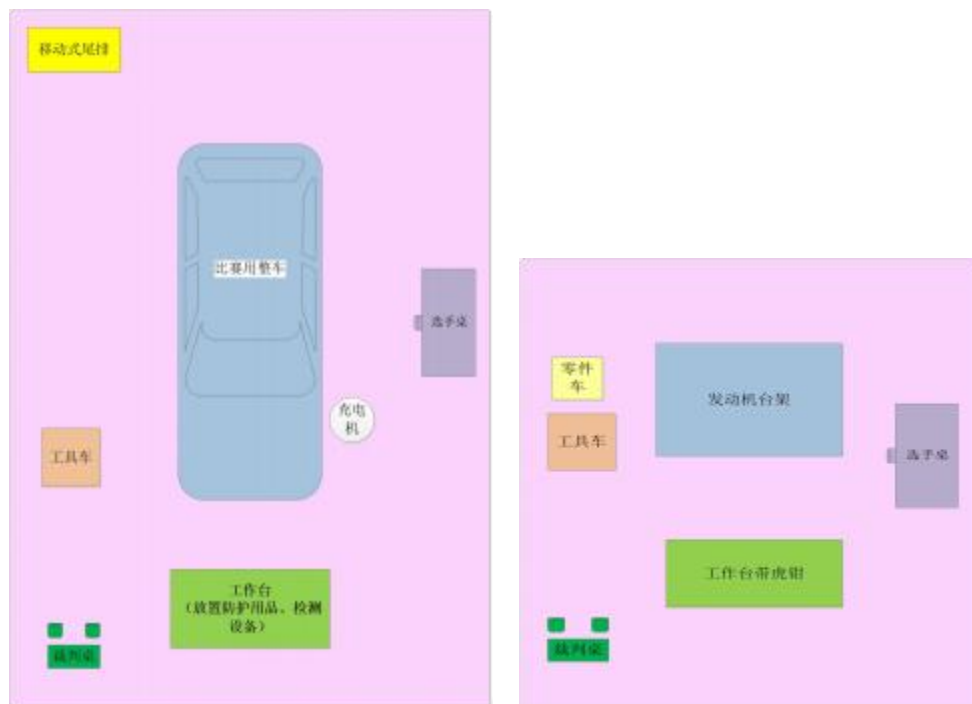 移动式尾排
比赛用整车
选手桌
充电
机
工具车
工作台
（放置防护用品、检测
设备）
裁判桌
零件
车
发动机台架
工具车
选手桌
工作台带虎钳
裁判桌